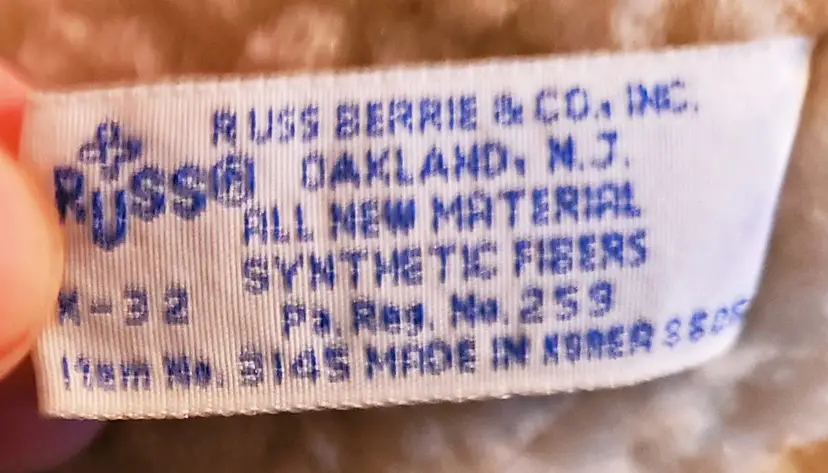 RUSS BERRIE & CO., INC.
RUSS® OAKLAND, N.J.
ALL NEW MATERIAL
SYNTHETIC FIBERS
K-32 Pa. Reg. No. 259
Item No. 3145 MADE IN KOREA